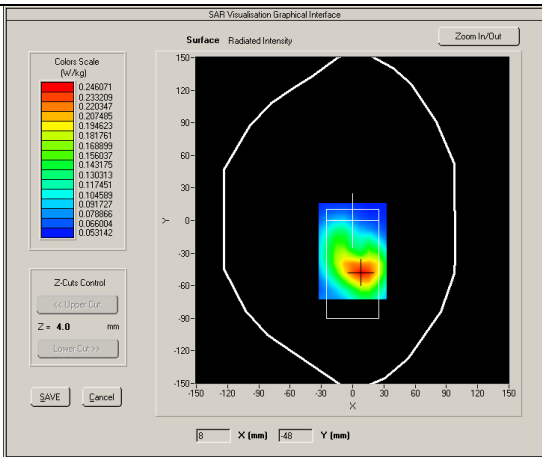 SAR Visualisation Graphical Interface
Surface Radiated Intensity
Zoom In/Out
Colors Scale
(W/kg)
0.246071
0.233209
0.220347
0.207485
0.194623
0.181761
0.168899
0.156037
0.143175
0.130313
0.117451
0.104589
0.091727
0.078866
0.066004
0.053142
150
120
90
60
30
0
-30
-60
-90
-120
-150
Y
-150 -120 -90 -60 -30 0 30 60 90 120 150
X
Z-Cuts Control
<< Upper Cut
Z = 4.0 mm
Lower Cut >>
SAVE Cancel
8 X (mm) -48 Y (mm)